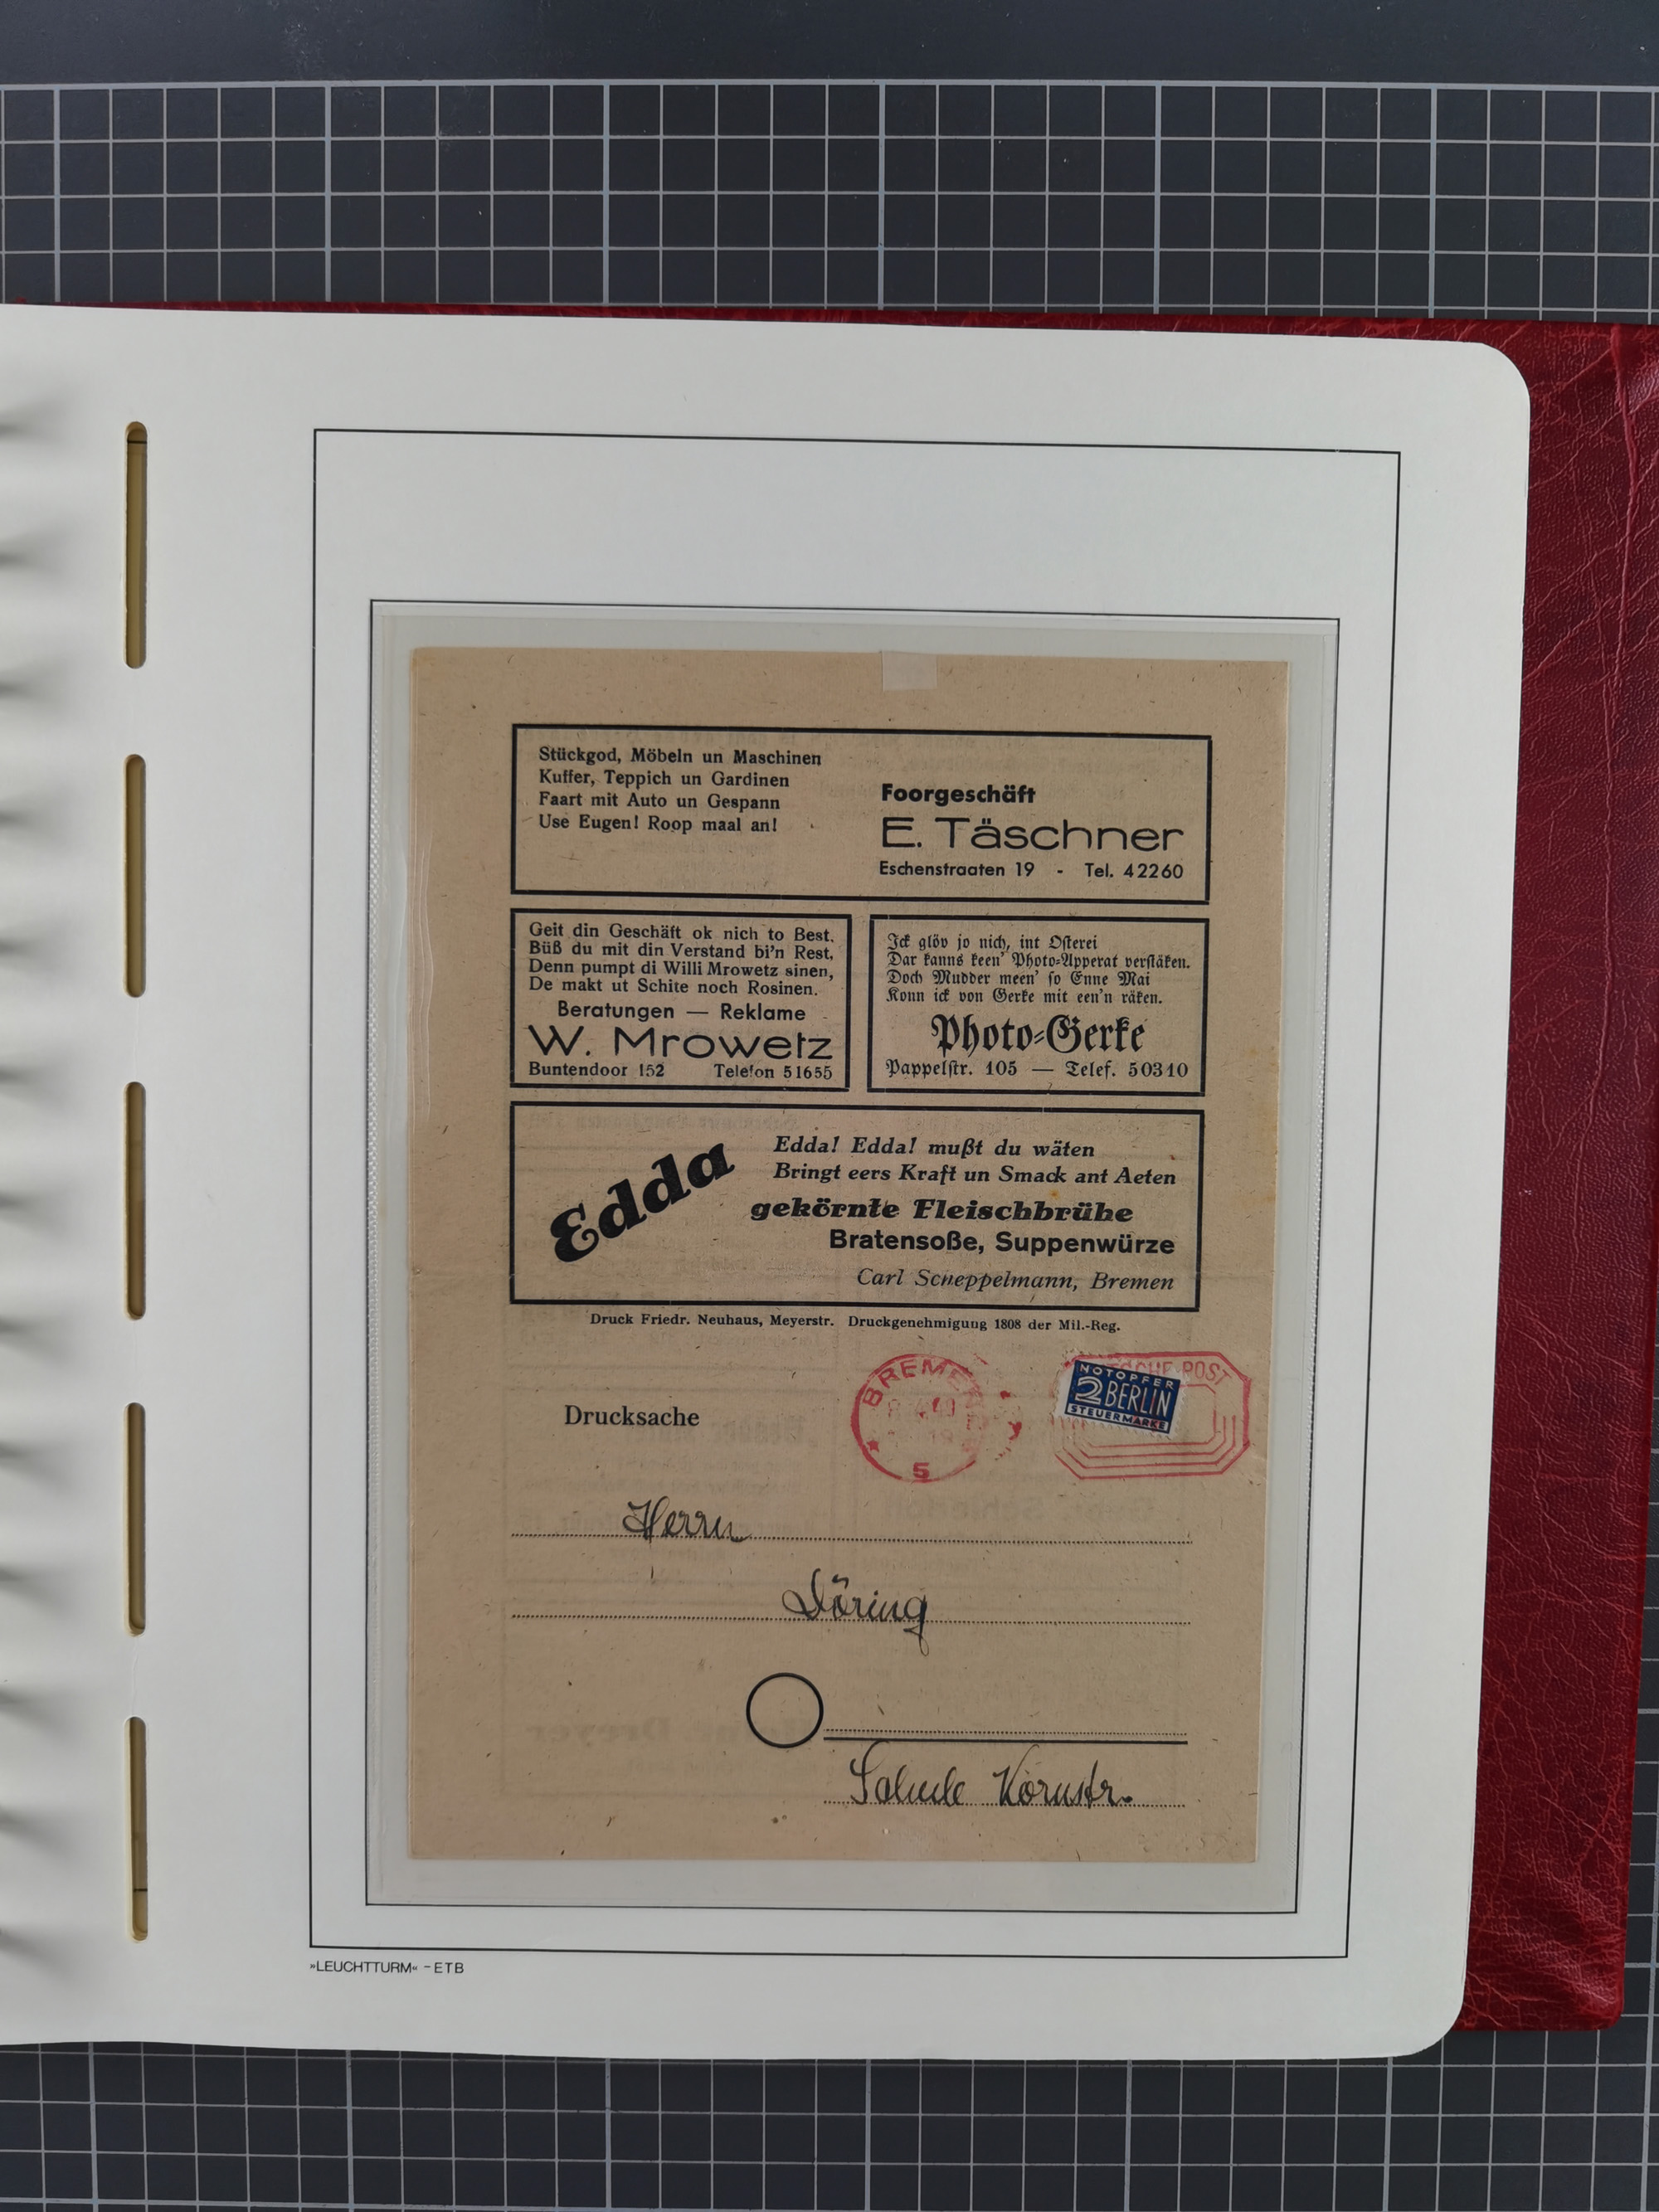 Stückgod, Möbeln un Maschinen
Kuffer, Teppich un Gardinen
Faart mit Auto un Gespann
Use Eugen! Roop maal an!
Foorgeschäft
E. Täschner
Eschenstraaten 19 - Tel. 42260
Geit din Geschäft ok nich to Best,
Büß du mit din Verstand bi'n Rest,
Denn pumpt di Willi Mrowetz sinen,
De makt ut Schite noch Rosinen.
Beratungen — Reklame
W. Mrowetz
Buntendoor 152 Telefon 51655
Ick glöv jo nich, int Osterei
Dar kanns keen' Photo-Apperat verstäken.
Doch Mudder meen' so Enne Mai
Konn ick von Gerke mit een'n räken.
Photo-Gerke
Pappelstr. 105 — Telef. 50310
Edda
Edda! Edda! mußt du wäten
Bringt eers Kraft un Smack ant Aeten
gekörnte Fleischbrühe
Bratensoße, Suppenwürze
Carl Scheppelmann, Bremen
Druck Friedr. Neuhaus, Meyerstr. Druckgenehmigung 1808 der Mil.-Reg.
Drucksache
BREMEN
5
POST
NOTOPFER
2 BERLIN
STEUERMARKE
Herrn
Döring
Schule Kornstr.
»LEUCHTTURM« - ETB